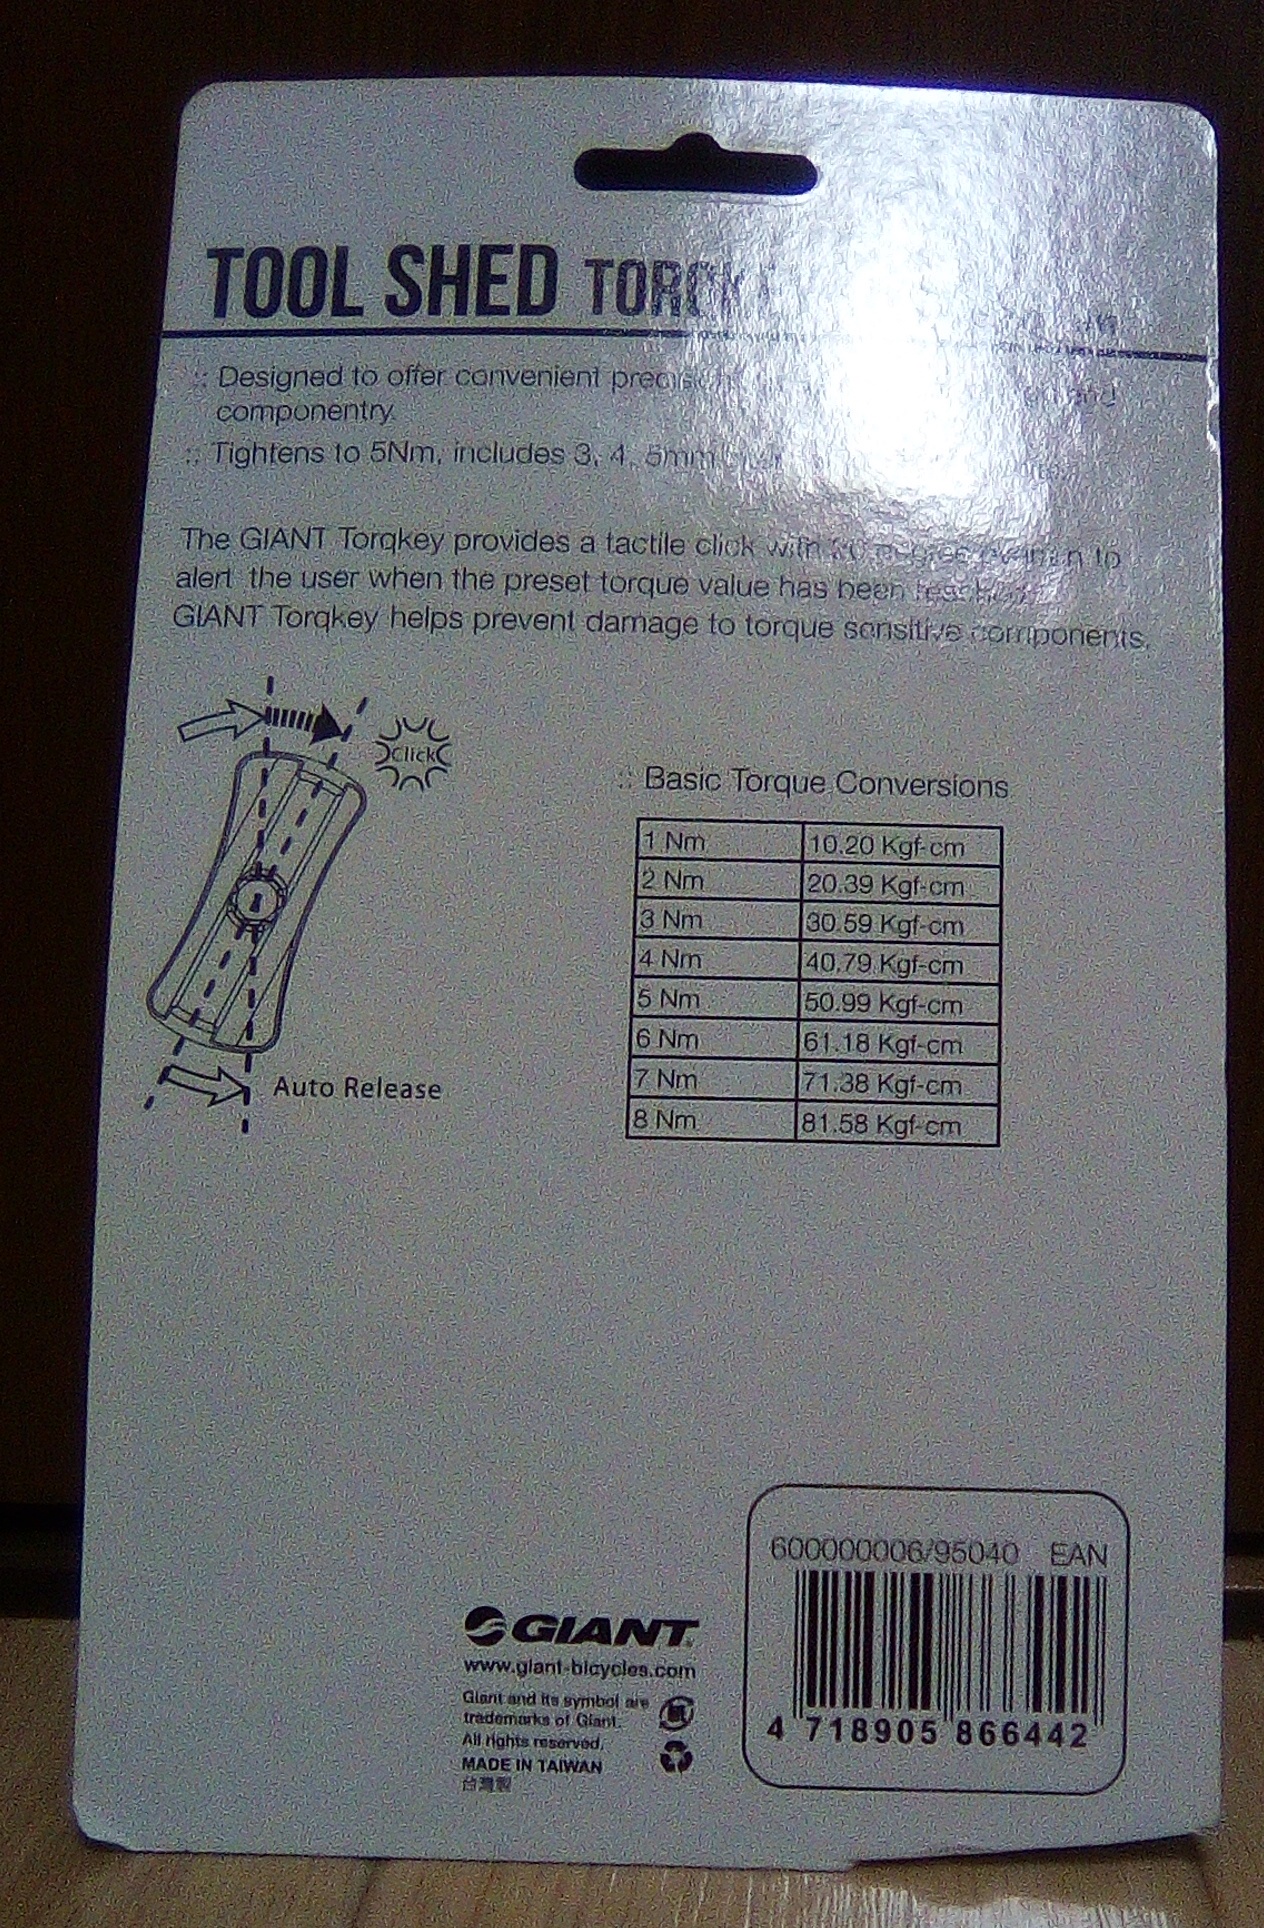 TOOL SHED
:: Designed to offer convenient
componentry.
:: Tightens to 5Nm, includes 3, 4, 5mm
The GIANT Torqkey provides a tactile click with 20 degree to
alert the user when the preset torque value has been
GIANT Torqkey helps prevent damage to torque sensitive components.
Click
:: Basic Torque Conversions
1 Nm 10.20 Kgf-cm
2 Nm 20.39 Kgf-cm
3 Nm 30.59 Kgf-cm
4 Nm 40.79 Kgf-cm
5 Nm 50.99 Kgf-cm
6 Nm 61.18 Kgf-cm
7 Nm 71.38 Kgf-cm
8 Nm 81.58 Kgf-cm
Auto Release
600000006/95040 EAN
4 718905 866442
GIANT
www.giant-bicycles.com
Giant and its symbol are
trademarks of Giant.
All rights reserved.
MADE IN TAIWAN
台灣製